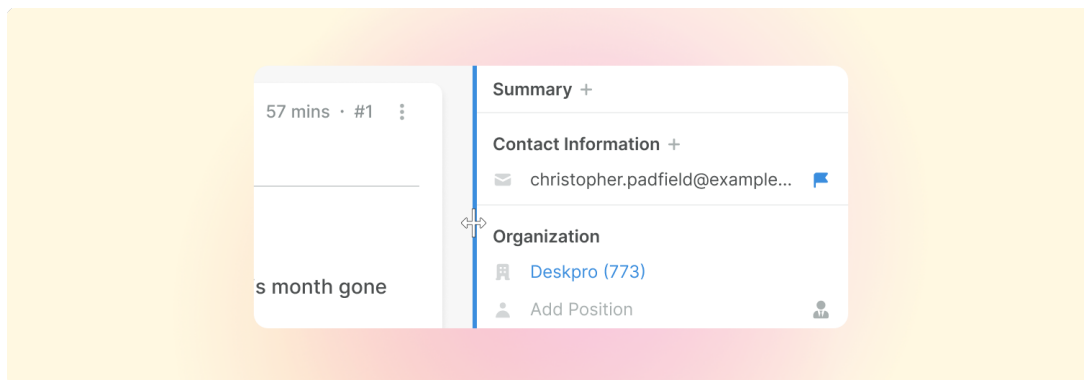 57 mins · #1
s month gone
Summary +
Contact Information +
christopher.padfield@example...
Organization
Deskpro (773)
Add Position